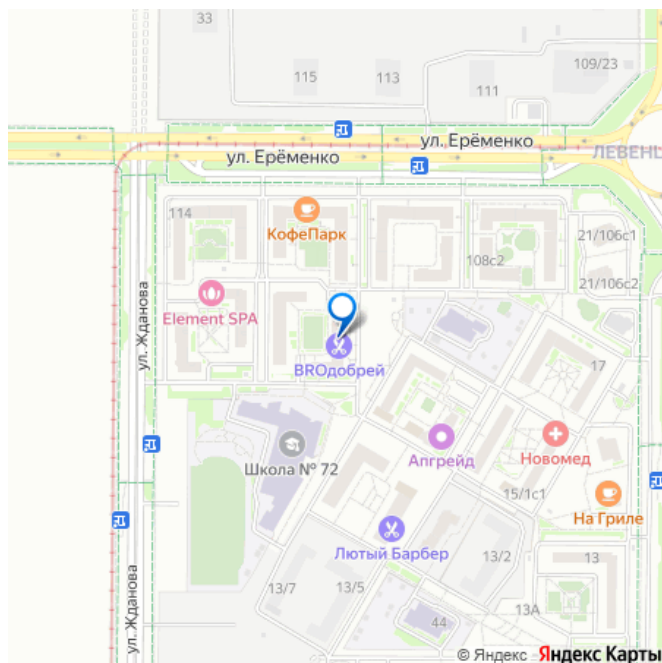 33
115
113
111
109/23
ул. Ерёменко
ул. Ерёменко
ЛЕВЕНЦ
114
КофеПарк
108с2
21/106с1
21/106с2
Element SPA
ул. Жданова
BROдобрей
17
Школа № 72
Апгрейд
Новомед
15/1с1
На Гриле
Лютый Барбер
13/2
13
13/7
13/5
13А
44
ул. Жданова
© Яндекс Яндекс Карты